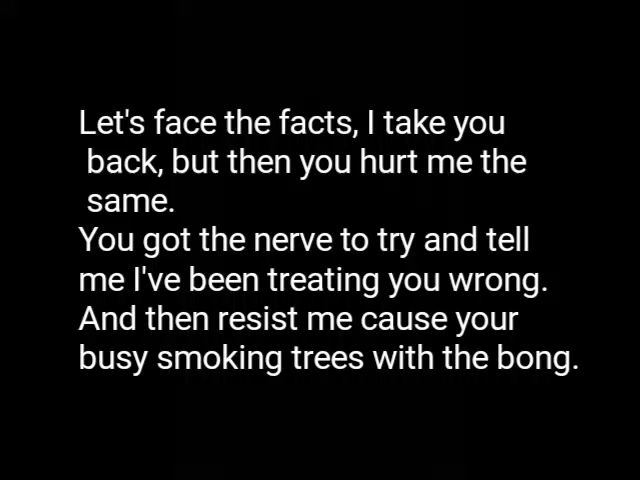 Let's face the facts, I take you
back, but then you hurt me the
same.
You got the nerve to try and tell
me I've been treating you wrong.
And then resist me cause your
busy smoking trees with the bong.